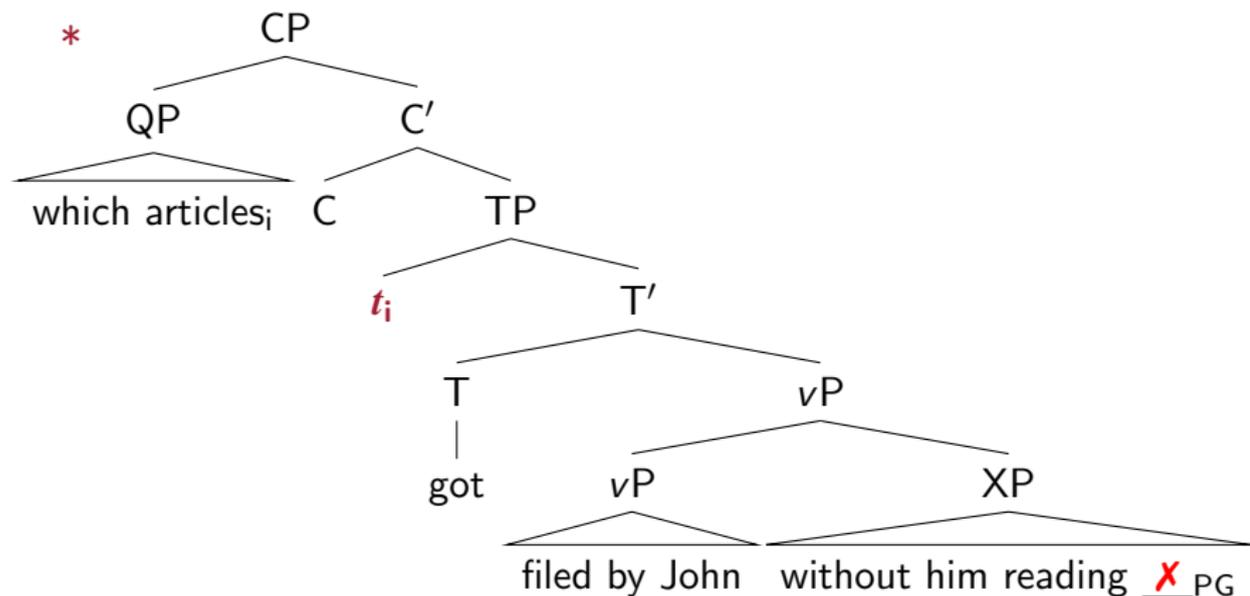 * CP
QP C′
which articlesi C TP
ti T′
T vP
got vP XP
filed by John without him reading ✗PG